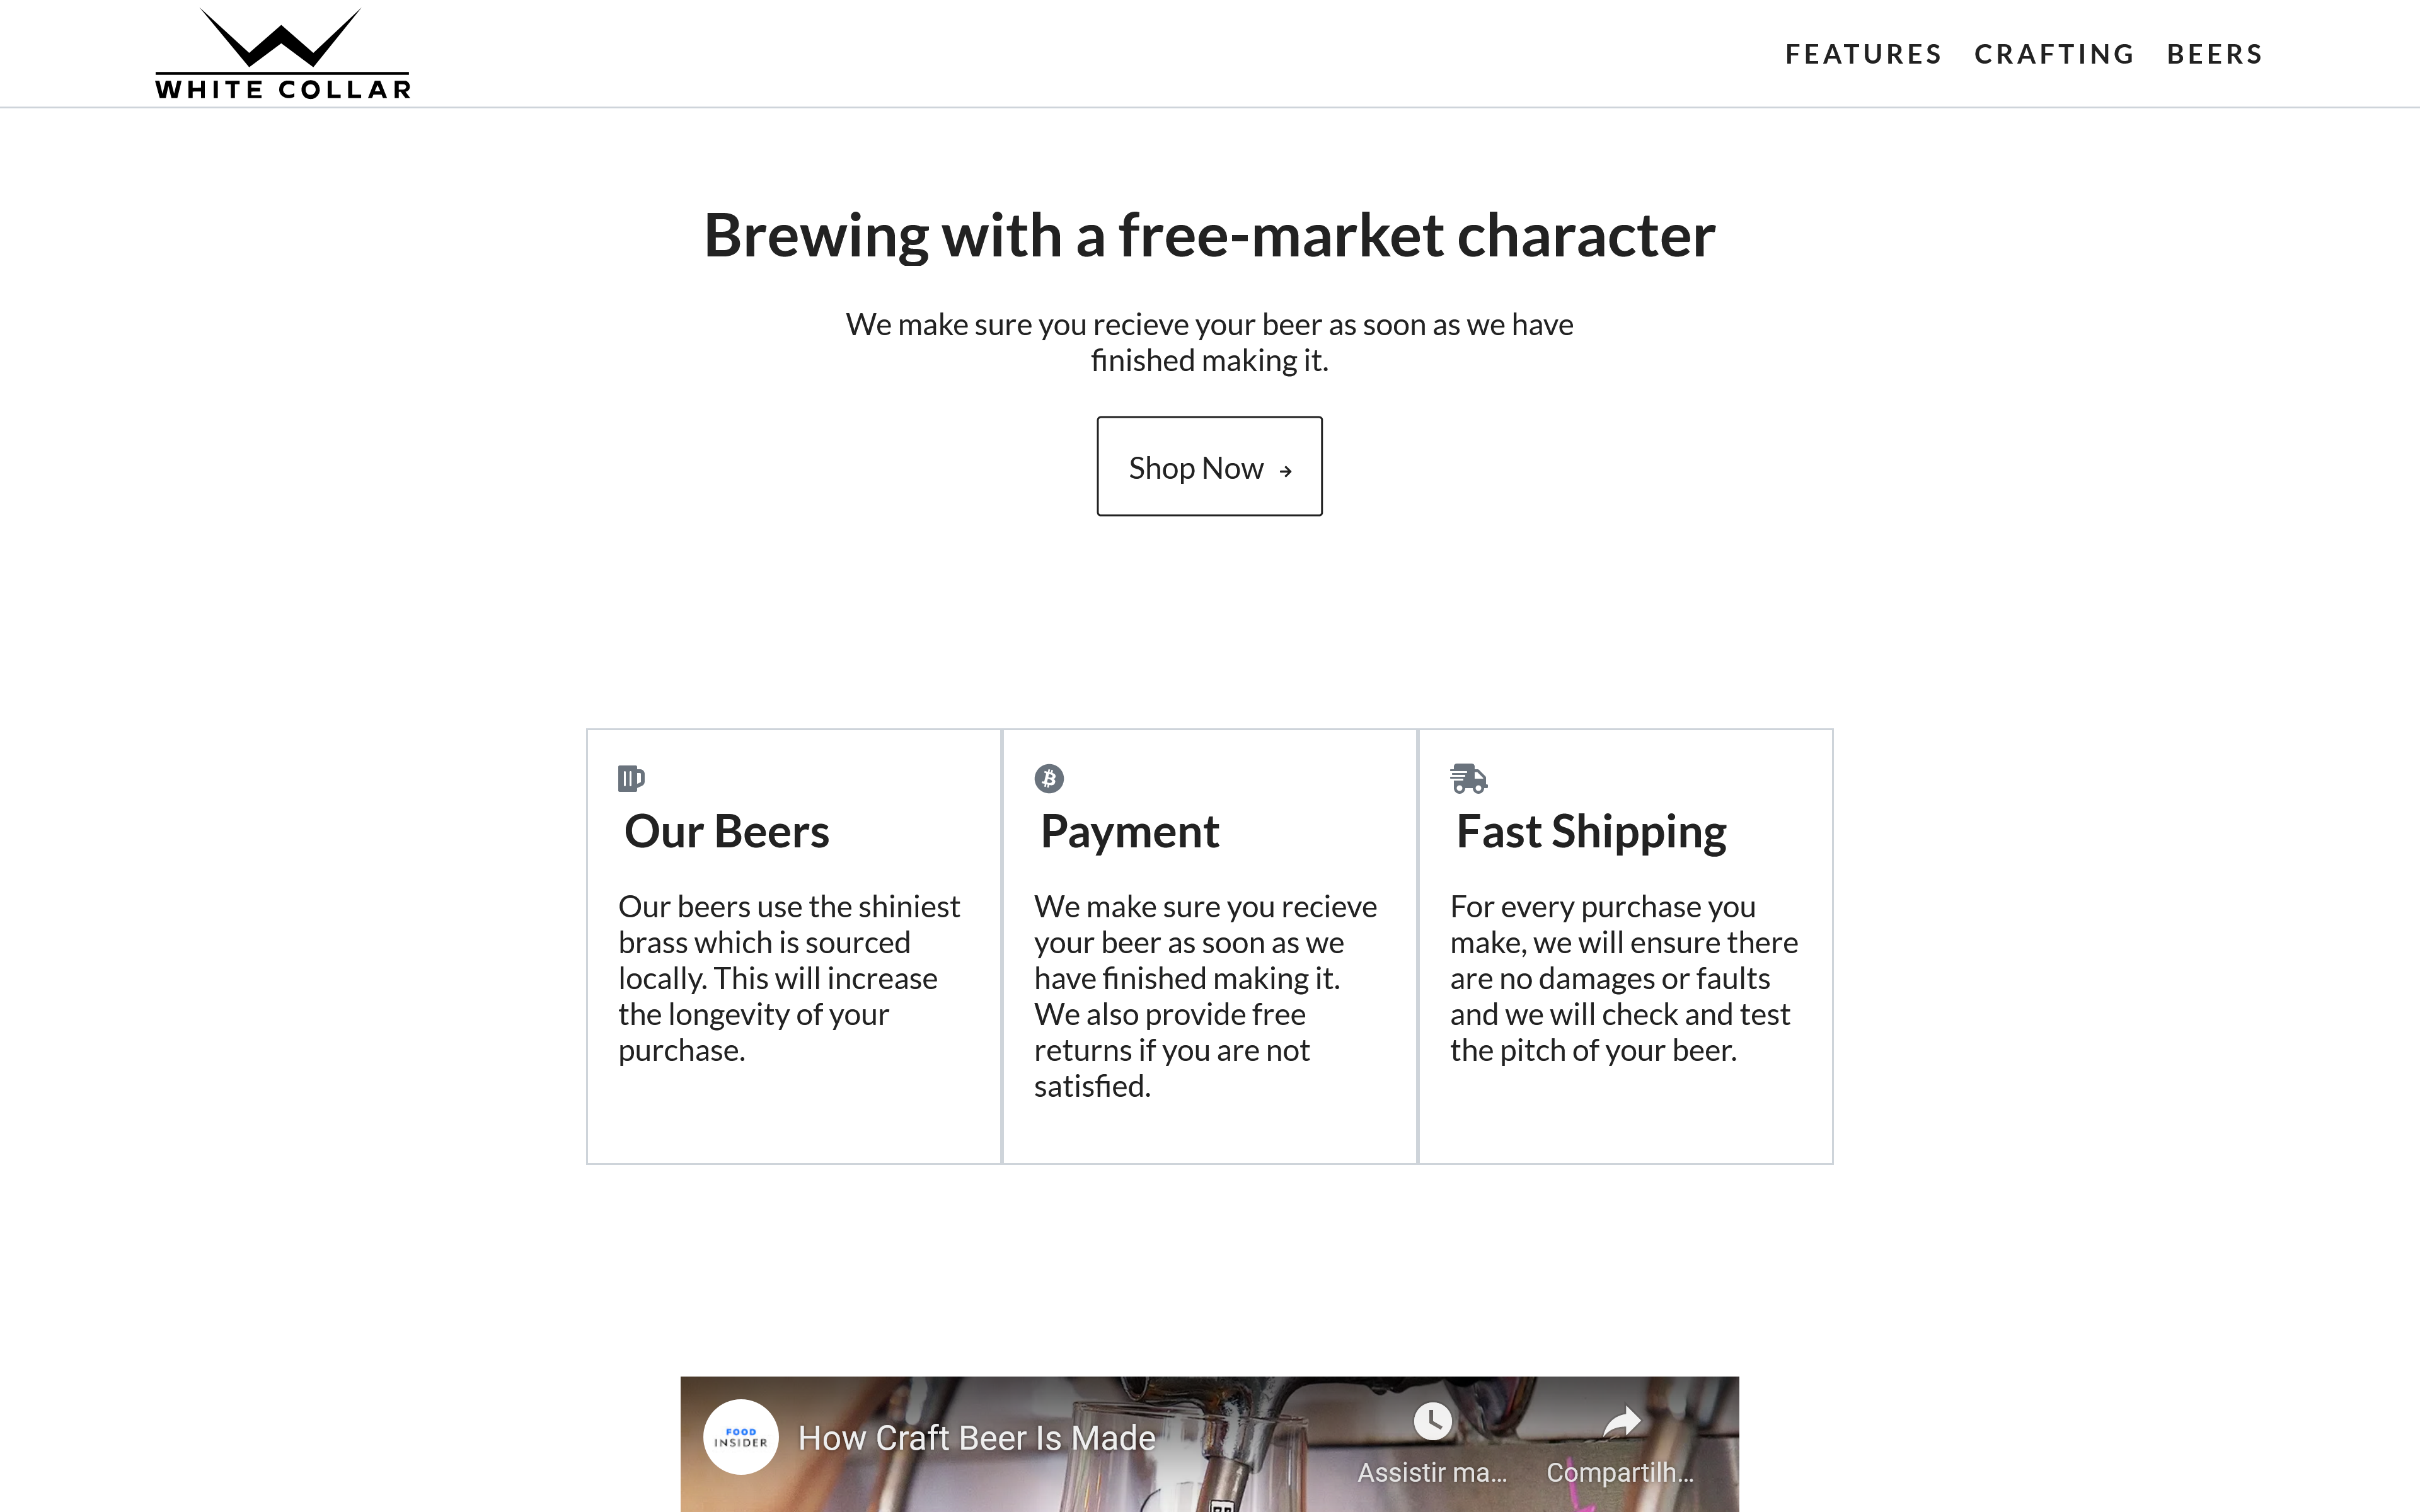 WHITE COLLAR
FEATURES CRAFTING BEERS
Brewing with a free-market character
We make sure you recieve your beer as soon as we have
finished making it.
Shop Now →
Our Beers
Our beers use the shiniest
brass which is sourced
locally. This will increase
the longevity of your
purchase.
Payment
We make sure you recieve
your beer as soon as we
have finished making it.
We also provide free
returns if you are not
satisfied.
Fast Shipping
For every purchase you
make, we will ensure there
are no damages or faults
and we will check and test
the pitch of your beer.
FOOD
INSIDER
How Craft Beer Is Made
Assistir ma...
Compartilh...